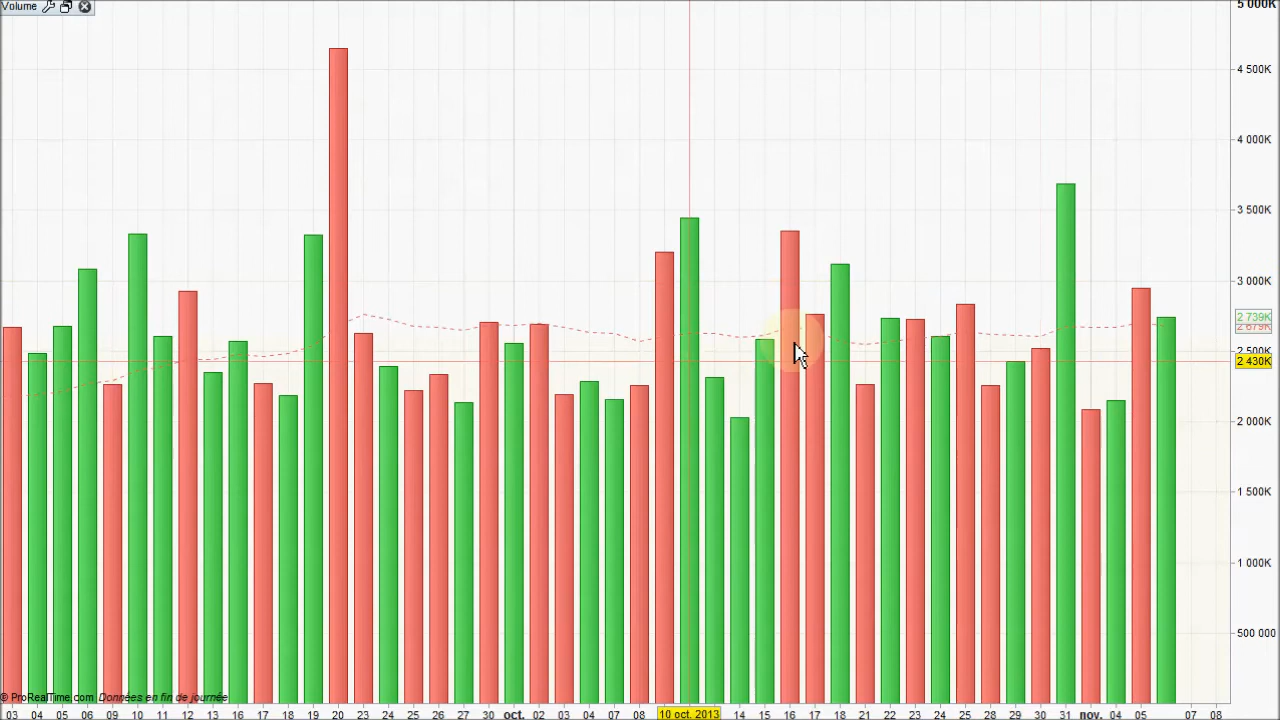 Volume
5 000K
4 500K
4 000K
3 500K
3 000K
2 739K
2 679K
2 500K
2 430K
2 000K
1 500K
1 000K
500 000
© ProRealTime.com Données en fin de journée
03 04 05 06 09 10 11 12 13 16 17 18 19 20 23 24 25 26 27 30 oct. 02 03 04 07 08 10 oct. 2013 14 15 16 17 18 21 22 23 24 25 28 29 30 31 nov. 04 05 07 08